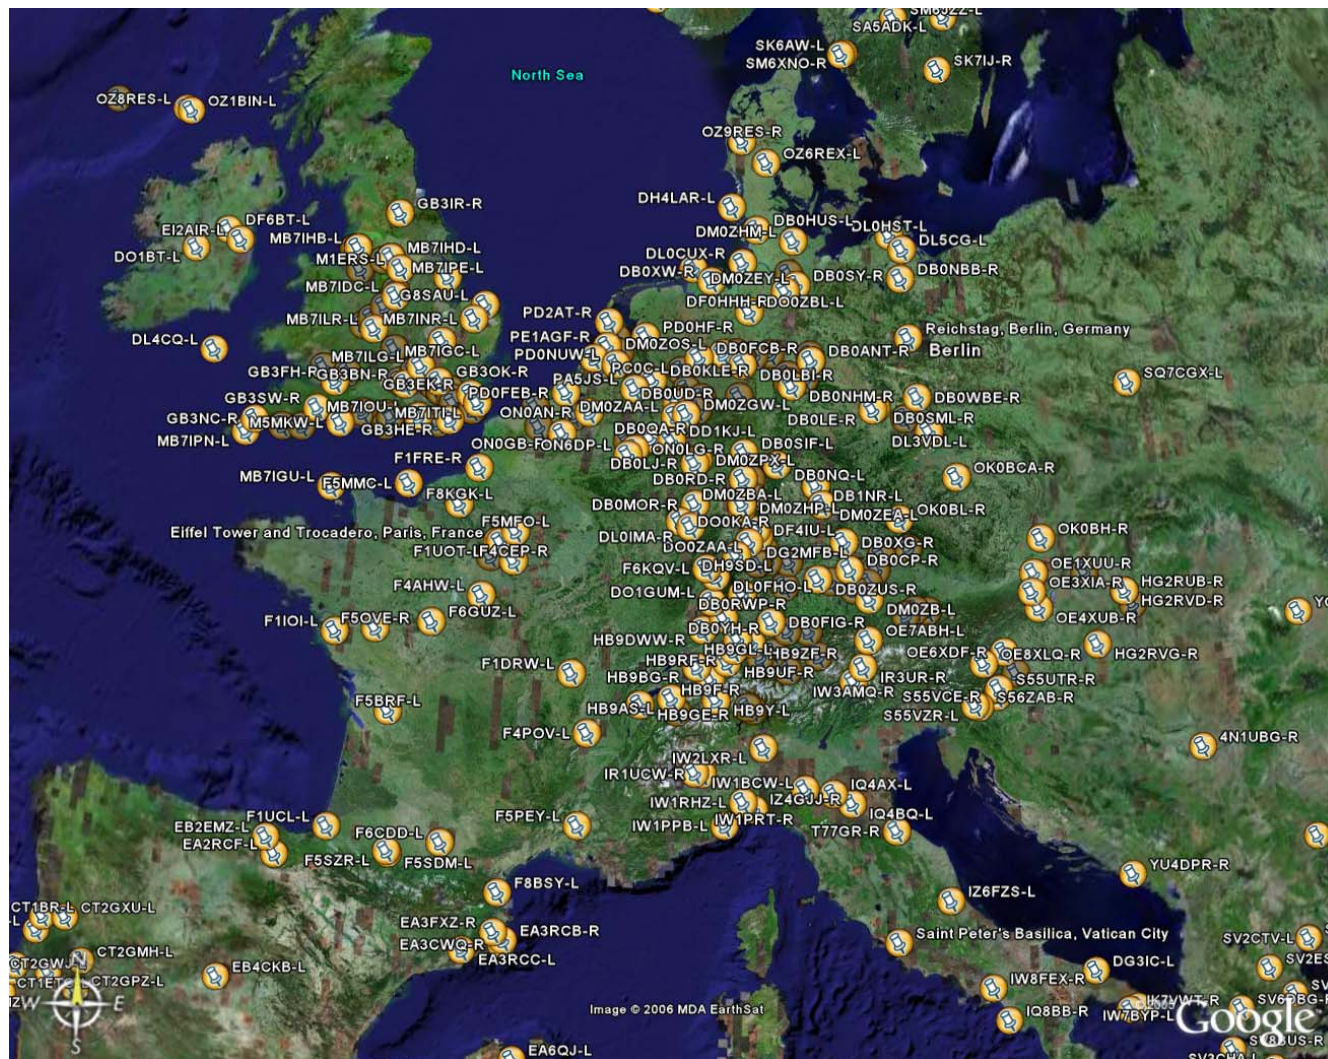 SM6JZZ-L
SA5ADK-L
SK6AW-L
SM6XNO-R
SK7IJ-R
North Sea
OZ8RES-L
OZ1BIN-L
OZ9RES-R
OZ6REX-L
DH4LAR-L
GB3IR-R
DF6BT-L
EI2AIR-L
DO1BT-L
MB7IHB-L
MB7IHD-L
M1ERS-L
MB7IPE-L
MB7IDC-L
G8SAU-L
MB7ILR-L
MB7INR-L
DL4CQ-L
DB0HUS-L
DM0ZHM-L
DL0HST-L
DL5CG-L
DL0CUX-R
DB0XW-R
DM0ZEY-L
DB0SY-R
DB0NBB-R
DF0HHH-R
DO0ZBL-L
PD2AT-R
PD0HF-R
PE1AGF-R
DM0ZOS-L
PD0NUW-L
DB0FCB-R
DB0ANT-R
Reichstag, Berlin, Germany
Berlin
MB7ILG-L
MB7IGC-L
GB3FH-R
GB3BN-R
GB3OK-R
GB3EK-R
PA5JS-L
PC0C-L
DB0KLE-R
DB0LBI-R
SQ7CGX-L
GB3SW-R
PD0FEB-R
DB0UD-R
DB0NHM-R
DB0WBE-R
GB3NC-R
MB7IOU-L
MB7ITI-L
ON0AN-R
DM0ZAA-L
DM0ZGW-L
DB0LE-R
DB0SML-R
M5MKW-L
GB3HE-R
MB7IPN-L
ON0GB-R
ON6DP-L
DB0QA-R
DD1KJ-L
DB0SIF-L
DL3VDL-L
ON0LG-R
F1FRE-R
DB0LJ-R
DM0ZPX-L
DB0RD-R
DB0NQ-L
OK0BCA-R
MB7IGU-L
F5MMC-L
F8KGK-L
DB0MOR-R
DM0ZBA-L
DB1NR-L
DM0ZHP-L
DM0ZEA-L
OK0BL-R
Eiffel Tower and Trocadero, Paris, France
F5MFO-L
DL0IMA-R
DO0KA-R
DF4IU-L
OK0BH-R
F1UOT-L
F4CEP-R
DO0ZAA-L
DG2MFB-L
DB0XG-R
DB0CP-R
F6KQV-L
DH9SD-L
OE1XUU-R
OE3XIA-R
HG2RUB-R
HG2RVD-R
F4AHW-L
DO1GUM-L
DL0FHO-L
DB0ZUS-R
DM0ZB-L
OE4XUB-R
F1IOI-L
F5OVE-R
F6GUZ-L
DB0RWP-R
DB0YH-R
DB0FIG-R
OE7ABH-L
HB9DWW-R
HB9GL-L
HB9ZF-R
OE6XDF-R
OE8XLQ-R
HG2RVG-R
F1DRW-L
HB9RF-R
HB9BG-R
HB9UF-R
IR3UR-R
IW3AMQ-R
S55UTR-R
S55VCE-R
S56ZAB-R
S55VZR-L
F5BRF-L
HB9AS-L
HB9F-R
HB9GE-R
HB9Y-L
F4POV-L
4N1UBG-R
IW2LXR-L
IR1UCW-R
IW1BCW-L
IQ4AX-L
IZ4GJJ-R
IW1RHZ-L
IQ4BQ-L
IW1PPB-L
IW1PRT-R
T77GR-R
F1UCL-L
EB2EMZ-L
EA2RCF-L
F6CDD-L
F5SZR-L
F5SDM-L
F5PEY-L
YU4DPR-R
F8BSY-L
IZ6FZS-L
CT1BR-L
CT2GXU-L
EA3FXZ-R
EA3RCB-R
EA3CWQ-R
EA3RCC-L
Saint Peter's Basilica, Vatican City
SV2CTV-L
CT2GMH-L
CT2GWJ-L
CT2GPZ-L
EB4CKB-L
DG3IC-L
IW8FEX-R
IK7VWT-R
IW7BYP-L
IQ8BB-R
N
W
E
S
Image © 2006 MDA EarthSat
Google
EA6QJ-L